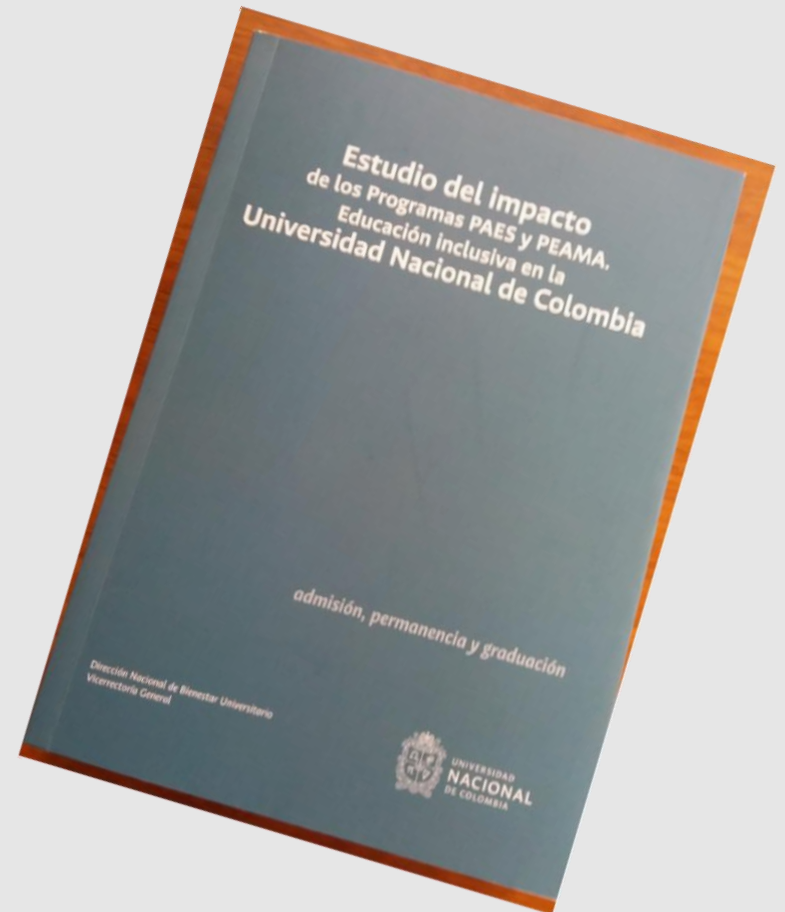 Estudio del impacto
de los Programas PAES y PEAMA.
Educación inclusiva en la
Universidad Nacional de Colombia
admisión, permanencia y graduación
Dirección Nacional de Bienestar Universitario
Vicerrectoría General
UNIVERSIDAD
NACIONAL
DE COLOMBIA